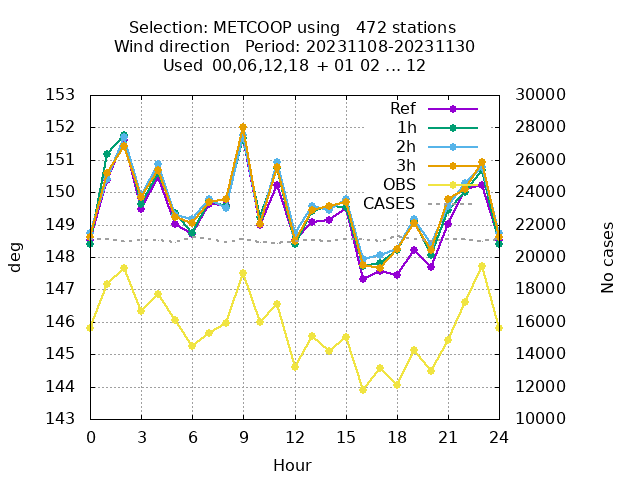 Selection: METCOOP using   472 stations
Wind direction   Period: 20231108-20231130
Used  00,06,12,18 + 01 02 ... 12
153
152
151
150
149
148
147
146
145
144
143
deg
30000
28000
26000
24000
22000
20000
18000
16000
14000
12000
10000
No cases
Ref
1h
2h
3h
OBS
CASES
0 3 6 9 12 15 18 21 24
Hour